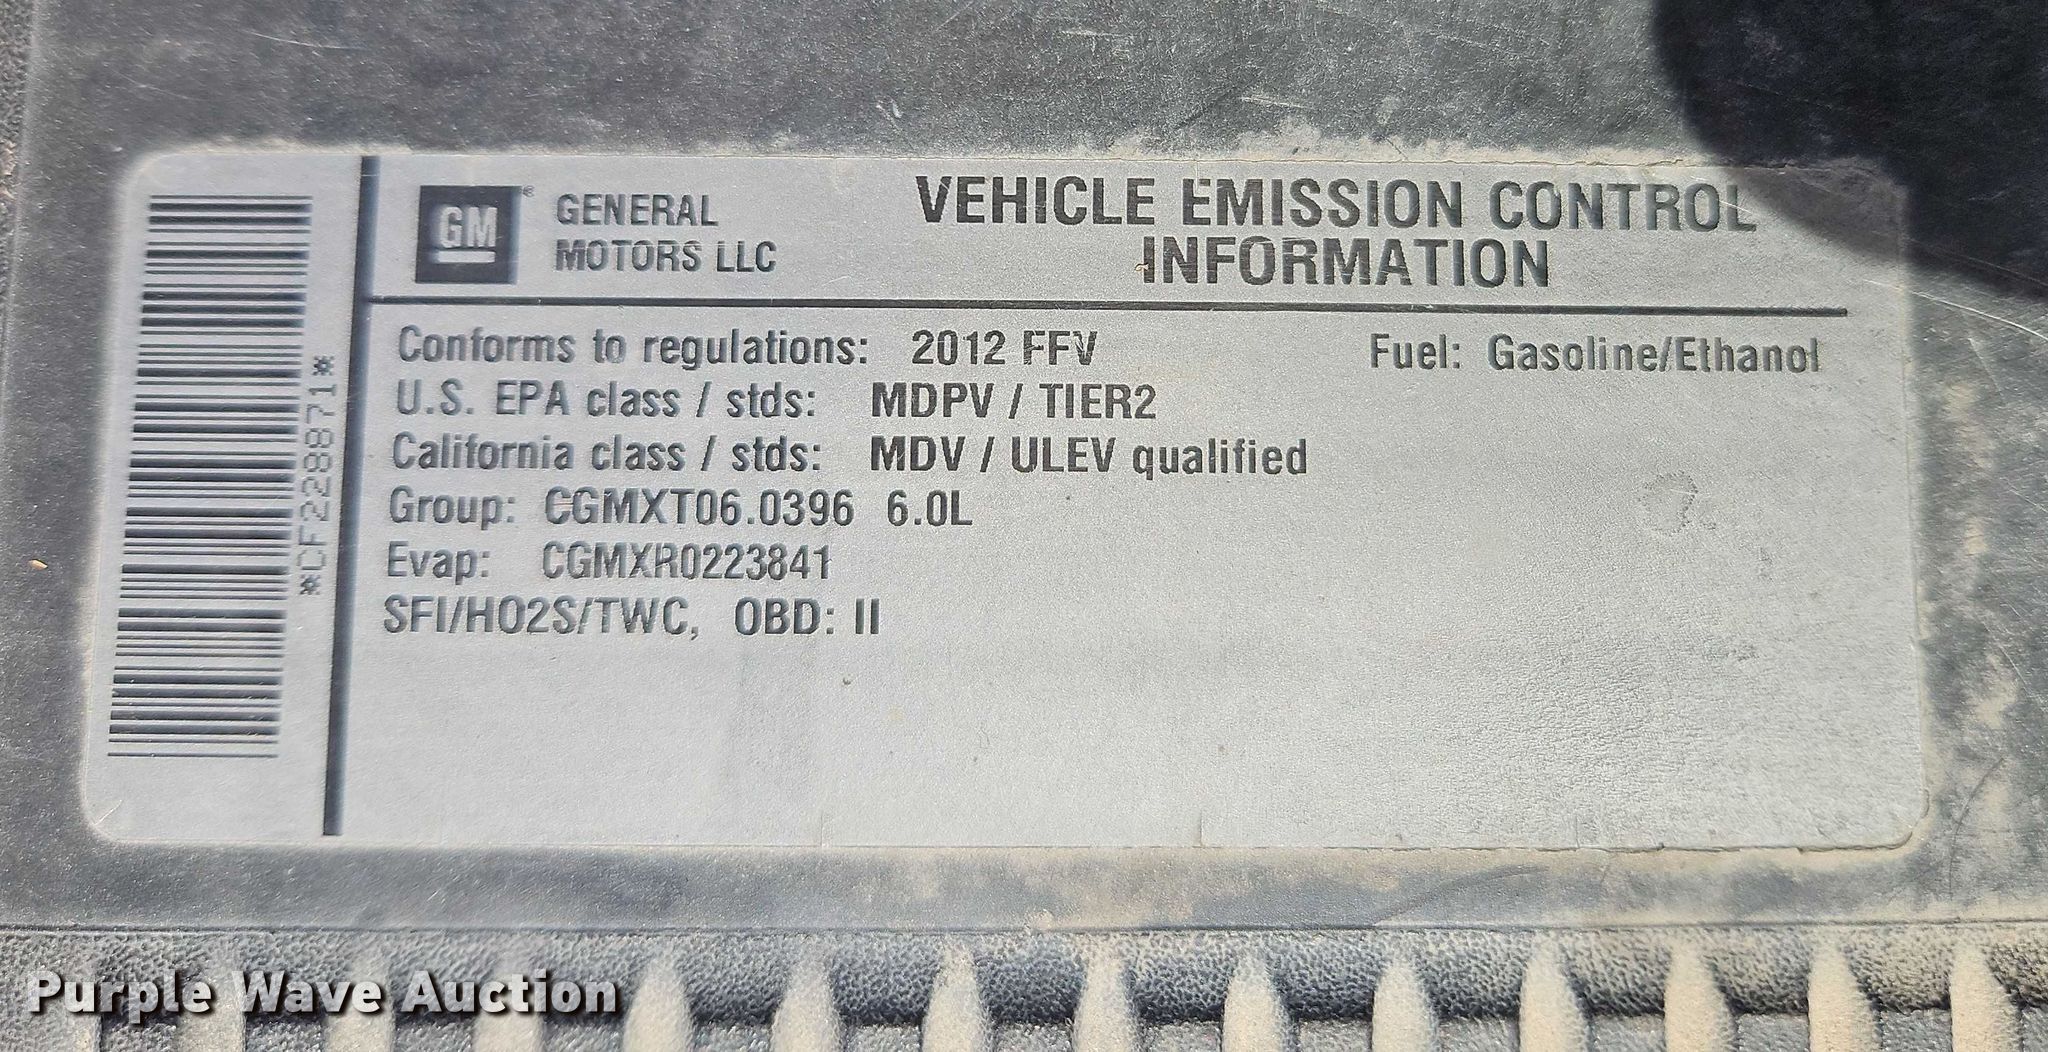 GM® GENERAL MOTORS LLC
VEHICLE EMISSION CONTROL
INFORMATION
Conforms to regulations: 2012 FFV Fuel: Gasoline/Ethanol
U.S. EPA class / stds: MDPV / TIER2
California class / stds: MDV / ULEV qualified
Group: CGMXT06.0396 6.0L
Evap: CGMXR0223841
SFI/HO2S/TWC, OBD: II
*CF228871*
Purple Wave Auction